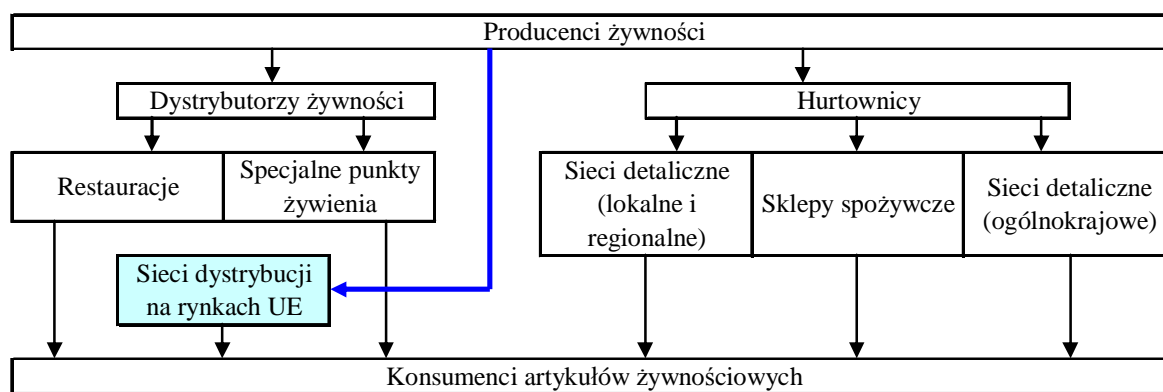 Producenci żywności
Dystrybutorzy żywności
Hurtownicy
Restauracje
Specjalne punkty
żywienia
Sieci detaliczne
(lokalne i
regionalne)
Sklepy spożywcze
Sieci detaliczne
(ogólnokrajowe)
Sieci dystrybucji
na rynkach UE
Konsumenci artykułów żywnościowych